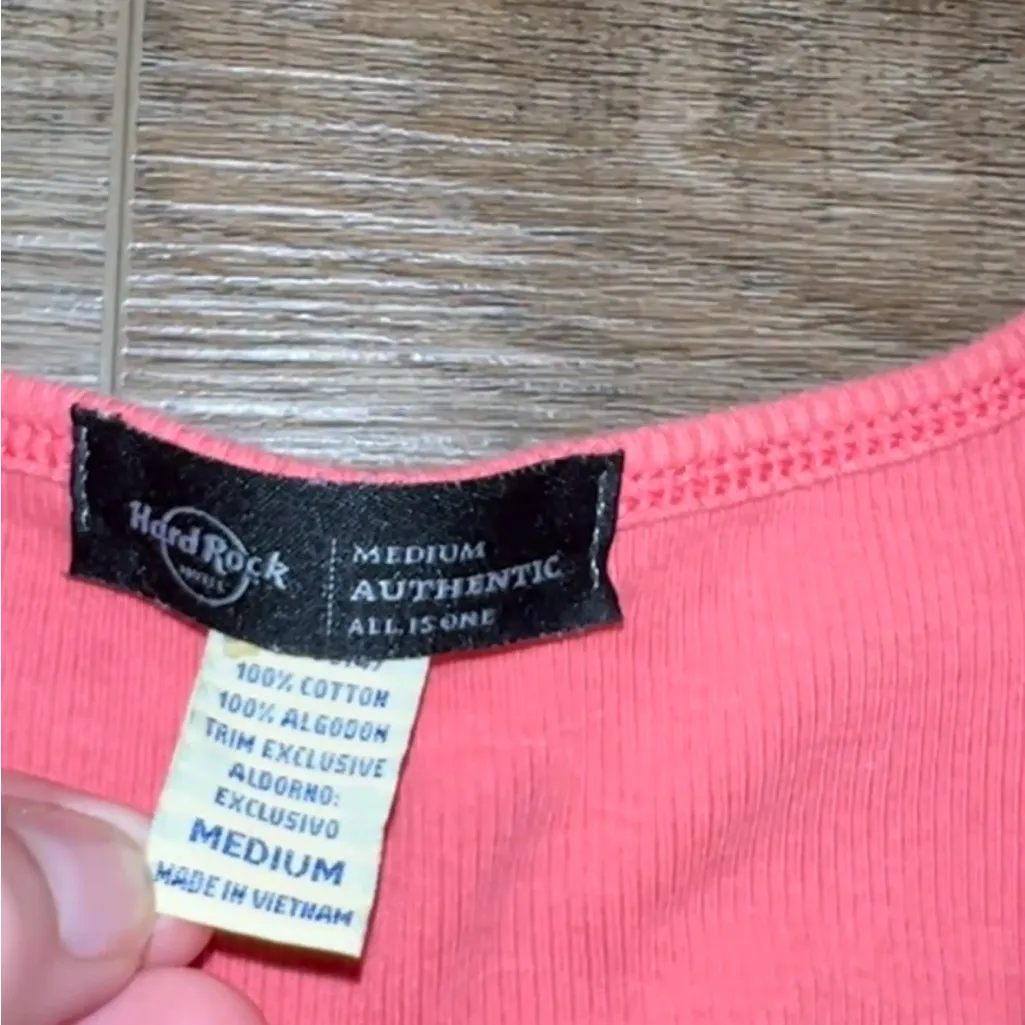 Hard Rock
HOTEL
MEDIUM
AUTHENTIC
ALL IS ONE
100% COTTON
100% ALGODON
TRIM EXCLUSIVE
ALDORNO:
EXCLUSIVO
MEDIUM
MADE IN VIETNAM